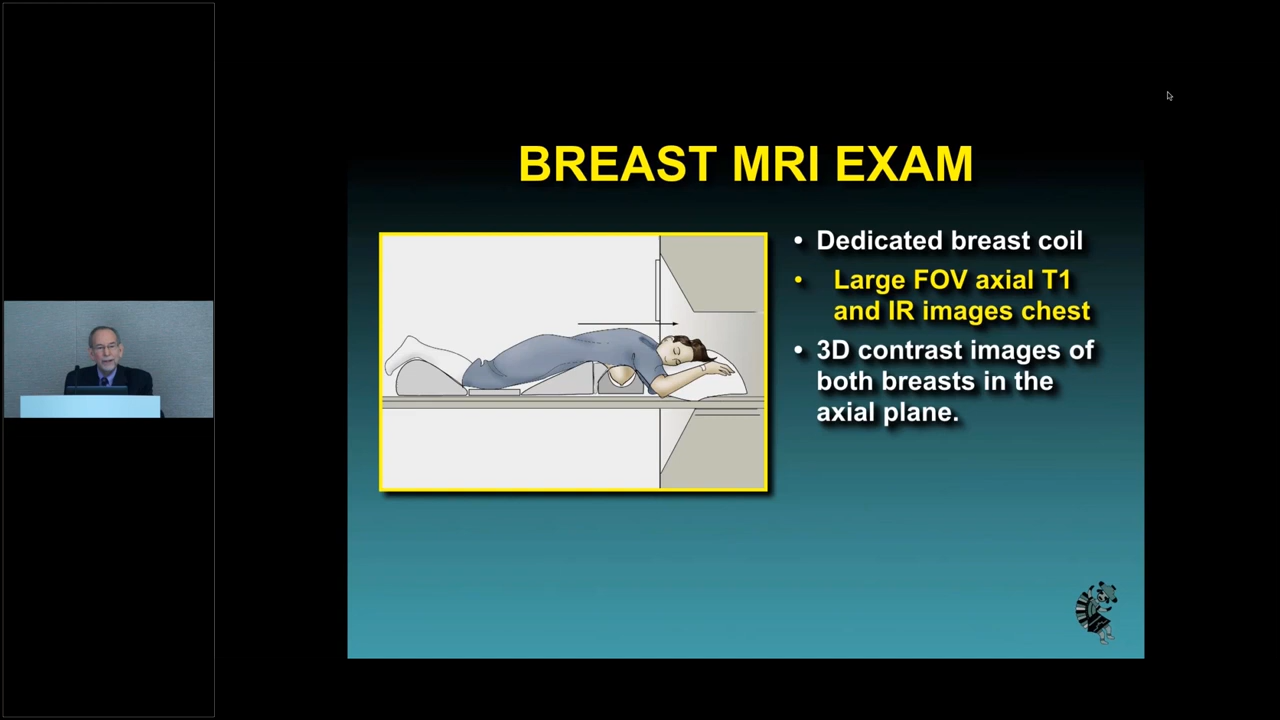 BREAST MRI EXAM
• Dedicated breast coil
• Large FOV axial T1
and IR images chest
• 3D contrast images of
both breasts in the
axial plane.